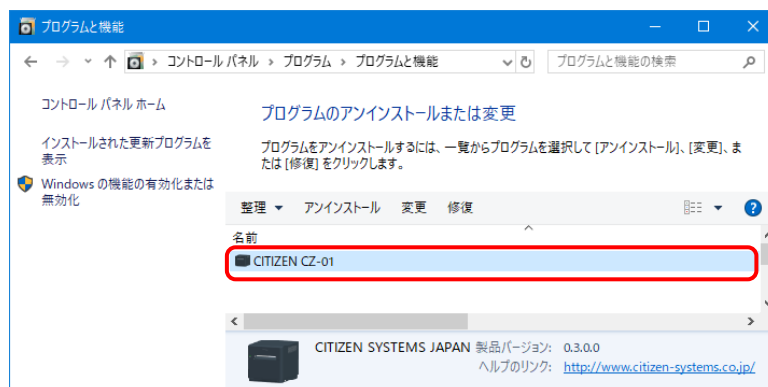 プログラムと機能
コントロール パネル › プログラム › プログラムと機能
プログラムと機能の検索
コントロール パネル ホーム
インストールされた更新プログラムを
表示
Windows の機能の有効化または
無効化
プログラムのアンインストールまたは変更
プログラムをアンインストールするには、一覧からプログラムを選択して [アンインストール]、[変更]、ま
たは [修復] をクリックします。
整理 アンインストール 変更 修復
名前
CITIZEN CZ-01
CITIZEN SYSTEMS JAPAN 製品バージョン: 0.3.0.0
ヘルプのリンク: http://www.citizen-systems.co.jp/